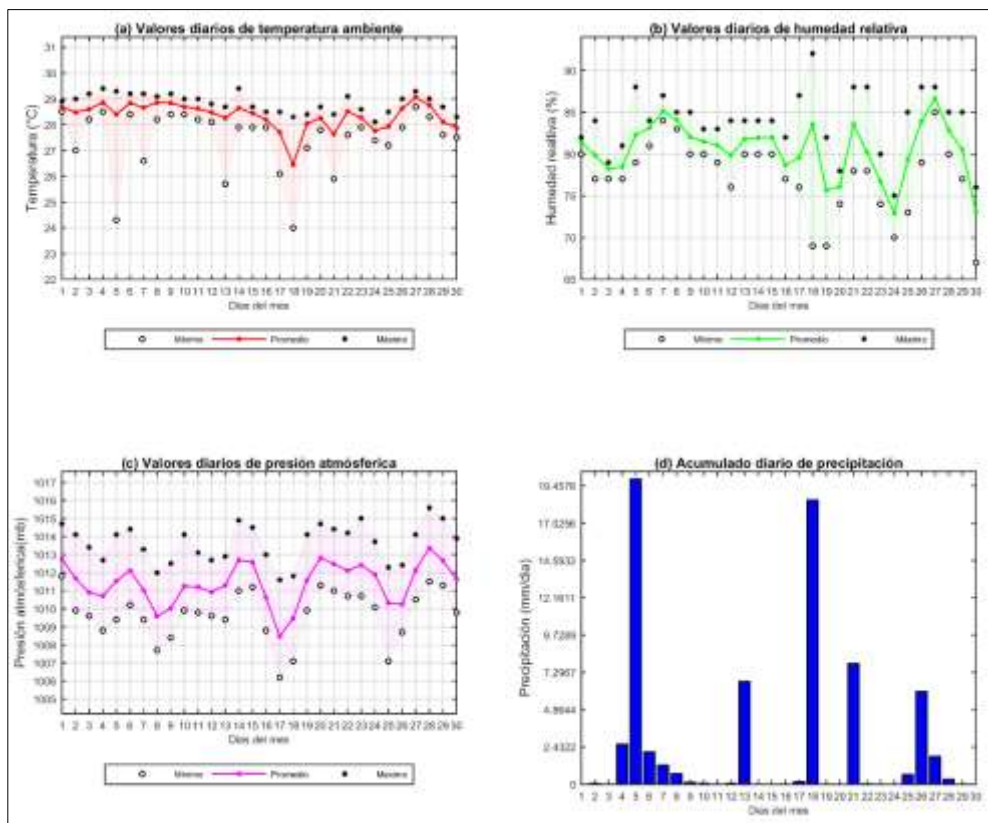 (a) Valores diarios de temperatura ambiente
Temperatura (°C)
31
30
29
28
27
26
25
24
23
22
1 2 3 4 5 6 7 8 9 10 11 12 13 14 15 16 17 18 19 20 21 22 23 24 25 26 27 28 29 30
Días del mes
Mínimo Promedio Máximo
(b) Valores diarios de humedad relativa
Humedad realtiva (%)
90
85
80
75
70
65
1 2 3 4 5 6 7 8 9 10 11 12 13 14 15 16 17 18 19 20 21 22 23 24 25 26 27 28 29 30
Días del mes
Mínimo Promedio Máximo
(c) Valores diarios de presión atmósferica
Presión atmósferica(mb)
1017
1016
1015
1014
1013
1012
1011
1010
1009
1008
1007
1006
1005
1 2 3 4 5 6 7 8 9 10 11 12 13 14 15 16 17 18 19 20 21 22 23 24 25 26 27 28 29 30
Días del mes
Mínimo Promedio Maximo
(d) Acumulado diario de precipitación
Precipitación (mm/dia)
19.4576
17.0296
12.1611
9.7289
7.2967
4.8644
2.4322
0
1 2 3 4 5 6 7 8 9 10 11 12 13 14 15 16 17 18 19 20 21 22 23 24 25 26 27 28 29 30
Días del mes